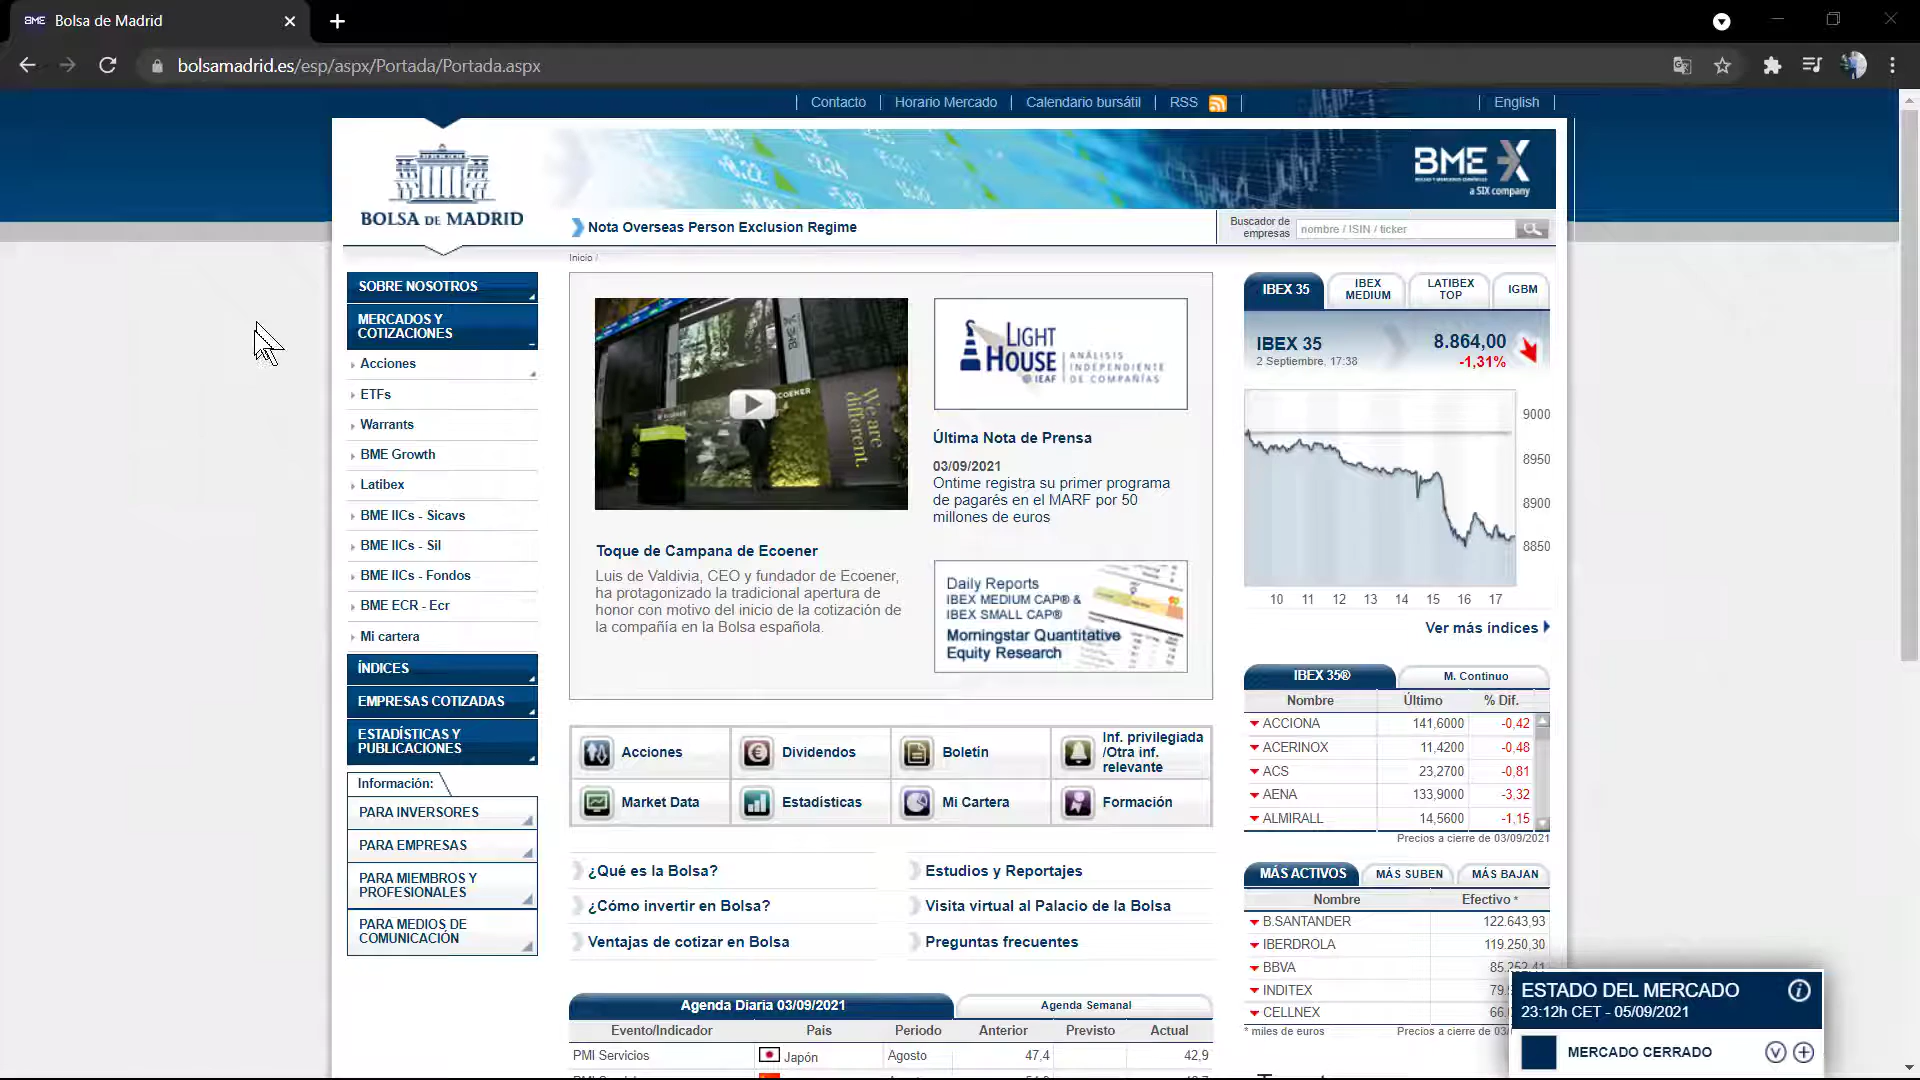 BME Bolsa de Madrid
bolsamadrid.es/esp/aspx/Portada/Portada.aspx
Contacto
Horario Mercado
Calendario bursátil
RSS
English
BOLSA DE MADRID
BME X
a SIX company
Nota Overseas Person Exclusion Regime
Buscador de
empresas
nombre / ISIN / ticker
Inicio /
SOBRE NOSOTROS
MERCADOS Y
COTIZACIONES
Acciones
ETFs
Warrants
BME Growth
Latibex
BME IICs - Sicavs
BME IICs - Sil
BME IICs - Fondos
BME ECR - Ecr
Mi cartera
ÍNDICES
EMPRESAS COTIZADAS
ESTADÍSTICAS Y
PUBLICACIONES
Información:
PARA INVERSORES
PARA EMPRESAS
PARA MIEMBROS Y
PROFESIONALES
PARA MEDIOS DE
COMUNICACIÓN
BME
ECOENER
We are
different.
Toque de Campana de Ecoener
Luis de Valdivia, CEO y fundador de Ecoener,
ha protagonizado la tradicional apertura de
honor con motivo del inicio de la cotización de
la compañía en la Bolsa española.
LIGHT
HOUSE
IEAF
ANÁLISIS
INDEPENDIENTE
DE COMPAÑÍAS
Última Nota de Prensa
03/09/2021
Ontime registra su primer programa
de pagarés en el MARF por 50
millones de euros
Daily Reports
IBEX MEDIUM CAP® &
IBEX SMALL CAP®
Morningstar Quantitative
Equity Research
Acciones
Dividendos
Boletín
Inf. privilegiada
/Otra inf.
relevante
Market Data
Estadísticas
Mi Cartera
Formación
¿Qué es la Bolsa?
Estudios y Reportajes
¿Cómo invertir en Bolsa?
Visita virtual al Palacio de la Bolsa
Ventajas de cotizar en Bolsa
Preguntas frecuentes
Agenda Diaria 03/09/2021
Agenda Semanal
Evento/Indicador País Periodo Anterior Previsto Actual
PMI Servicios Japón Agosto 47,4 42,9
IBEX 35
IBEX
MEDIUM
LATIBEX
TOP
IGBM
IBEX 35 8.864,00
2 Septiembre, 17:38 -1,31%
9000
8950
8900
8850
10 11 12 13 14 15 16 17
Ver más índices
IBEX 35®
M. Continuo
Nombre Último % Dif.
ACCIONA 141,6000 -0,42
ACERINOX 11,4200 -0,48
ACS 23,2700 -0,81
AENA 133,9000 -3,32
ALMIRALL 14,5600 -1,15
Precios a cierre de 03/09/2021
MÁS ACTIVOS
MÁS SUBEN
MÁS BAJAN
Nombre Efectivo *
B.SANTANDER 122.643,93
IBERDROLA 119.250,30
BBVA 85.252,41
INDITEX 79.
CELLNEX 66.
* miles de euros Precios a cierre de 03/
ESTADO DEL MERCADO
23:12h CET - 05/09/2021
MERCADO CERRADO